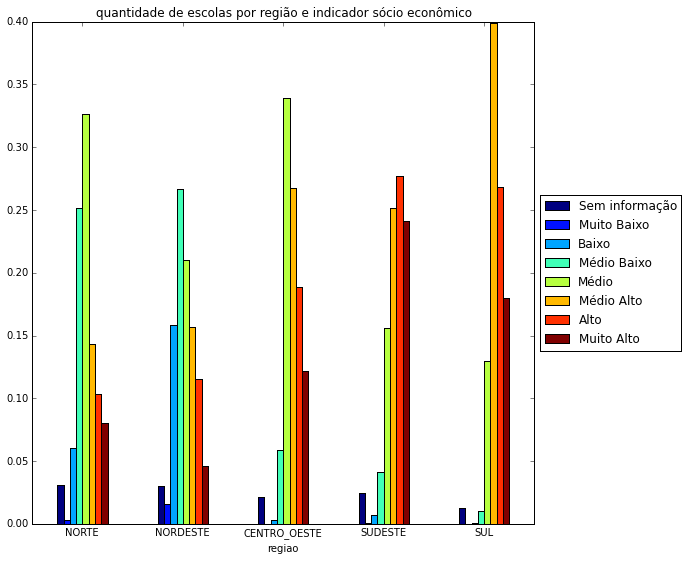 quantidade de escolas por região e indicador sócio econômico
0.40
0.35
0.30
0.25
0.20
0.15
0.10
0.05
0.00
NORTE NORDESTE CENTRO_OESTE SUDESTE SUL
regiao
Sem informação
Muito Baixo
Baixo
Médio Baixo
Médio
Médio Alto
Alto
Muito Alto